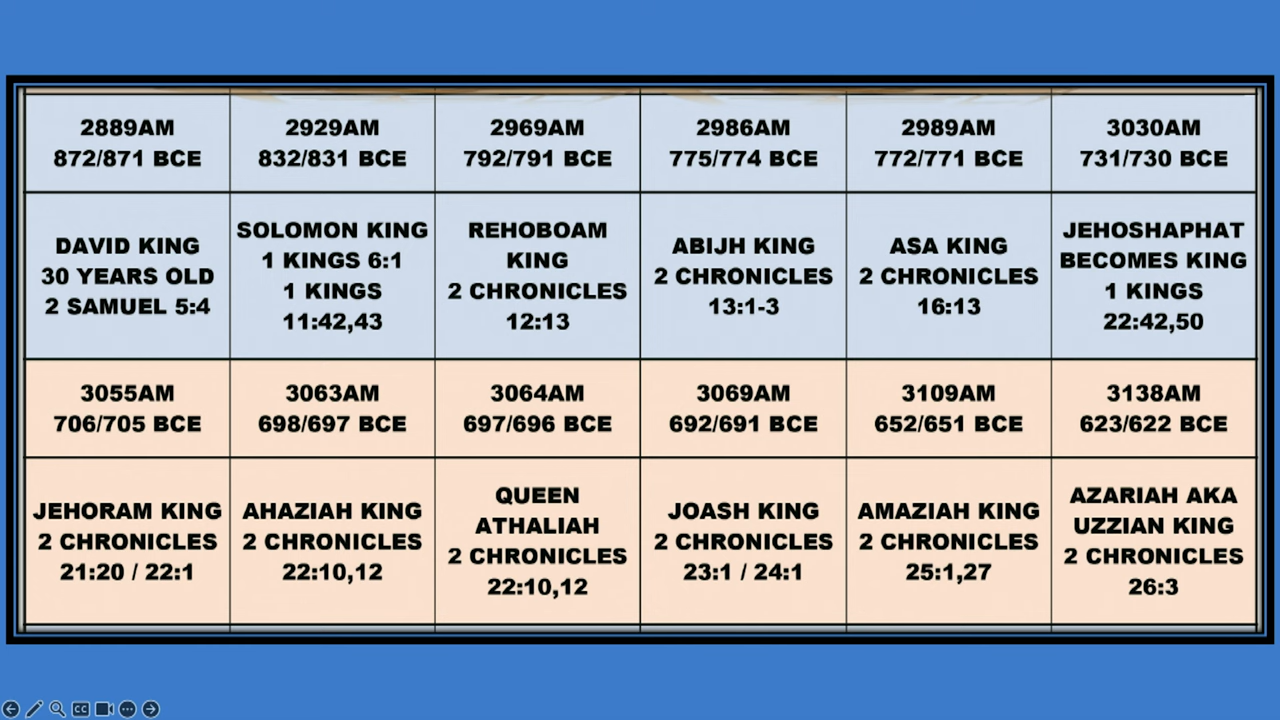 2889AM
872/871 BCE
2929AM
832/831 BCE
2969AM
792/791 BCE
2986AM
775/774 BCE
2989AM
772/771 BCE
3030AM
731/730 BCE
DAVID KING
30 YEARS OLD
2 SAMUEL 5:4
SOLOMON KING
1 KINGS 6:1
1 KINGS
11:42,43
REHOBOAM
KING
2 CHRONICLES
12:13
ABIJH KING
2 CHRONICLES
13:1-3
ASA KING
2 CHRONICLES
16:13
JEHOSHAPHAT
BECOMES KING
1 KINGS
22:42,50
3055AM
706/705 BCE
3063AM
698/697 BCE
3064AM
697/696 BCE
3069AM
692/691 BCE
3109AM
652/651 BCE
3138AM
623/622 BCE
JEHORAM KING
2 CHRONICLES
21:20 / 22:1
AHAZIAH KING
2 CHRONICLES
22:10,12
QUEEN
ATHALIAH
2 CHRONICLES
22:10,12
JOASH KING
2 CHRONICLES
23:1 / 24:1
AMAZIAH KING
2 CHRONICLES
25:1,27
AZARIAH AKA
UZZIAN KING
2 CHRONICLES
26:3
CC